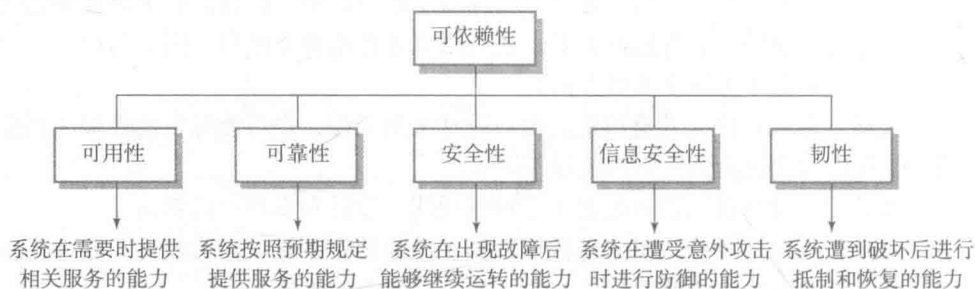 可依赖性
可用性
可靠性
安全性
信息安全性
韧性
系统在需要时提供
相关服务的能力
系统按照预期规定
提供服务的能力
系统在出现故障后
能够继续运转的能力
系统在遭受意外攻击
时进行防御的能力
系统遭到破坏后进行
抵制和恢复的能力